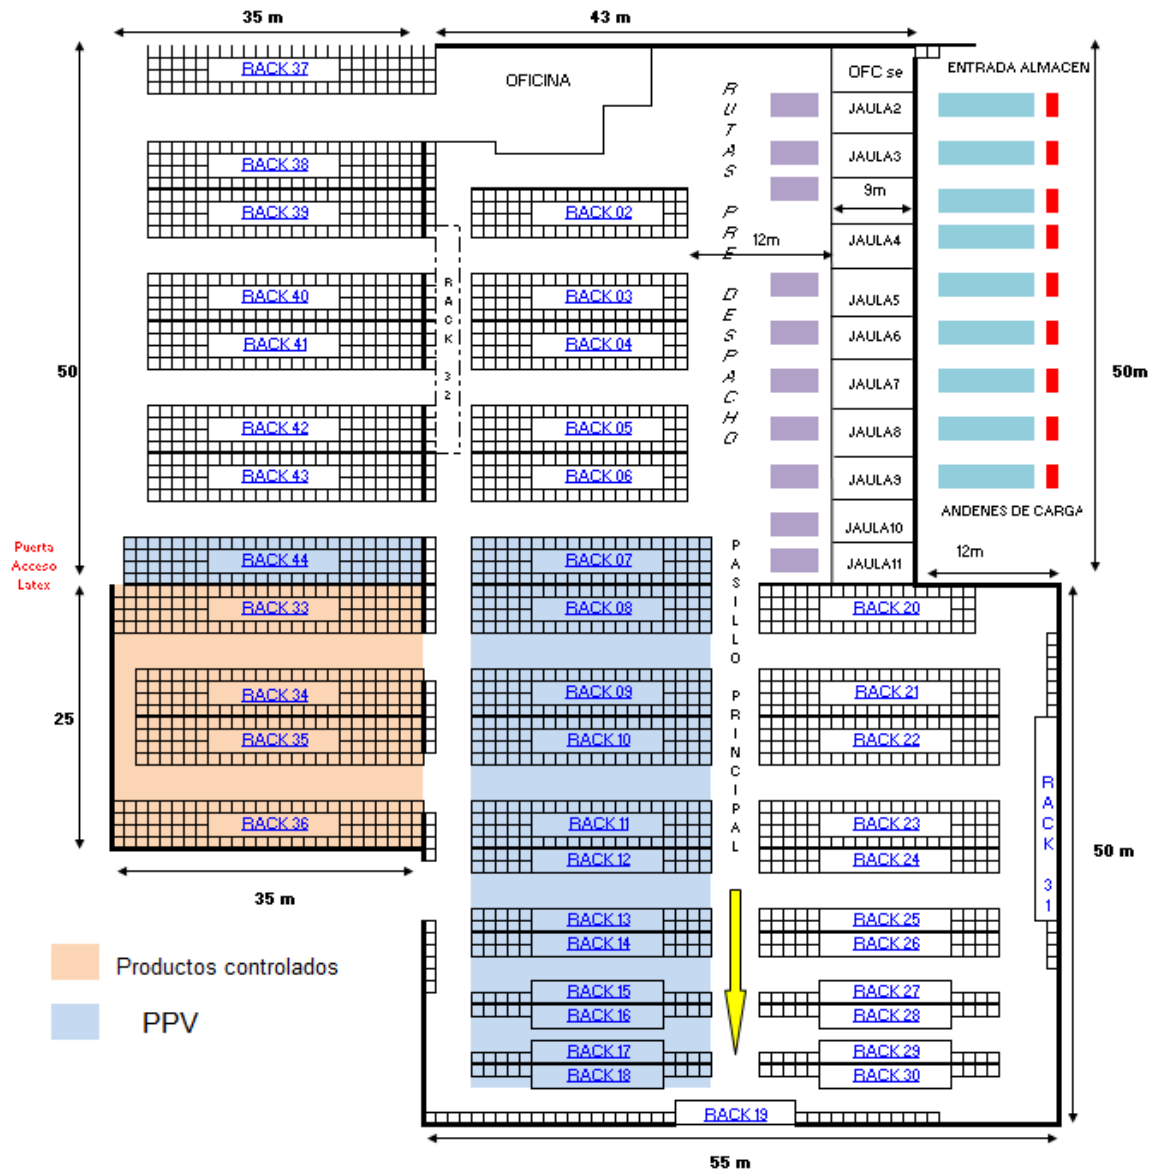 35 m
43 m
RACK 37
OFICINA
OFC se
ENTRADA ALMACEN
JAULA2
RUTAS PRE DESPACHO
RACK 38
JAULA3
RACK 39
RACK 02
9m
12m
JAULA4
RACK 32
RACK 40
RACK 03
JAULA5
RACK 41
RACK 04
JAULA6
50
50m
JAULA7
RACK 42
RACK 05
JAULA8
RACK 43
RACK 06
JAULA9
ANDENES DE CARGA
JAULA10
Puerta
Acceso
Latex
RACK 44
RACK 07
PASILLO PRINCIPAL
JAULA11
12m
RACK 33
RACK 08
RACK 20
RACK 34
RACK 09
RACK 21
25
RACK 35
RACK 10
RACK 22
RACK 31
RACK 36
RACK 11
RACK 23
RACK 12
RACK 24
50 m
35 m
RACK 13
RACK 25
RACK 14
RACK 26
Productos controlados
RACK 15
RACK 27
RACK 16
RACK 28
PPV
RACK 17
RACK 29
RACK 18
RACK 30
RACK 19
55 m